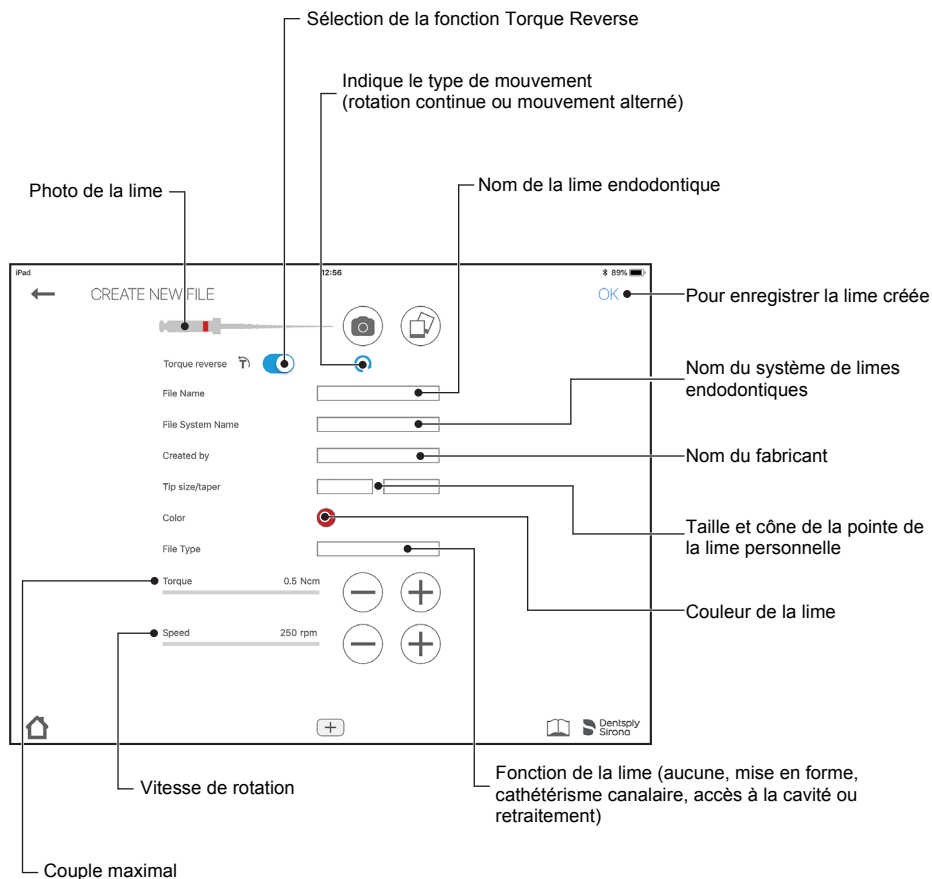 Sélection de la fonction Torque Reverse
Indique le type de mouvement
(rotation continue ou mouvement alterné)
Photo de la lime
Nom de la lime endodontique
iPad
12:56
89%
CREATE NEW FILE
OK
Pour enregistrer la lime créée
Torque reverse
T
File Name
Nom du système de limes
endodontiques
File System Name
Created by
Nom du fabricant
Tip size/taper
Taille et cône de la pointe de
la lime personnelle
Color
File Type
Torque
0.5 Ncm
Couleur de la lime
Speed
250 rpm
Dentsply
Sirona
Fonction de la lime (aucune, mise en forme,
cathétérisme canalaire, accès à la cavité ou
retraitement)
Vitesse de rotation
Couple maximal